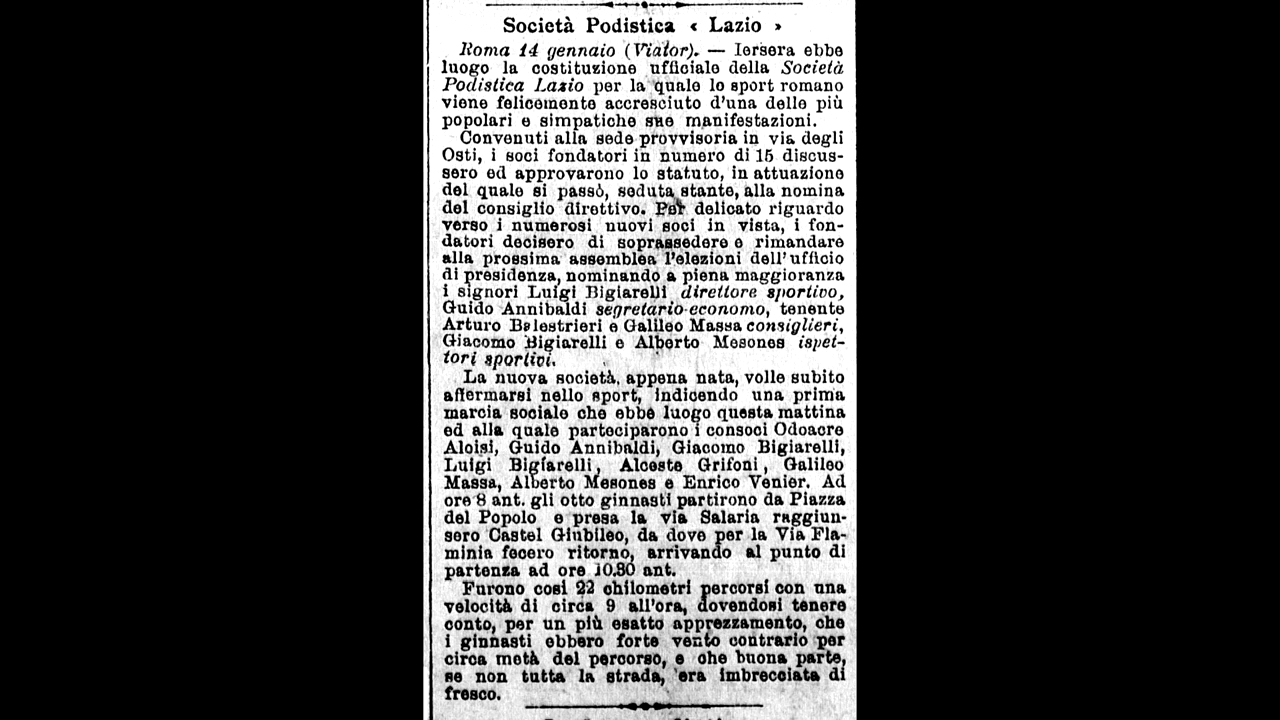 Società Podistica « Lazio »
Roma 14 gennaio (Viator). — Iersera ebbe
luogo la costituzione ufficiale della Società
Podistica Lazio per la quale lo sport romano
viene felicemente accresciuto d'una delle più
popolari e simpatiche sue manifestazioni.
Convenuti alla sede provvisoria in via degli
Osti, i soci fondatori in numero di 15 discus-
sero ed approvarono lo statuto, in attuazione
del quale si passò, seduta stante, alla nomina
del consiglio direttivo. Per delicato riguardo
verso i numerosi nuovi soci in vista, i fon-
datori decisero di soprassedere e rimandare
alla prossima assemblea l'elezioni dell'ufficio
di presidenza, nominando a piena maggioranza
i signori Luigi Bigiarelli direttore sportivo,
Guido Annibaldi segretario-economo, tenente
Arturo Balestrieri e Galileo Massa consiglieri,
Giacomo Bigiarelli e Alberto Mesones ispet-
tori sportivi.
La nuova società, appena nata, volle subito
affermarsi nello sport, indicendo una prima
marcia sociale che ebbe luogo questa mattina
ed alla quale parteciparono i consoci Odoacre
Aloisi, Guido Annibaldi, Giacomo Bigiarelli,
Luigi Bigiarelli, Alceste Grifoni, Galileo
Massa, Alberto Mesones e Enrico Venier. Ad
ore 8 ant. gli otto ginnasti partirono da Piazza
del Popolo e presa la via Salaria raggiun-
sero Castel Giubileo, da dove per la Via Fla-
minia fecero ritorno, arrivando al punto di
partenza ad ore 10.30 ant.
Furono così 22 chilometri percorsi con una
velocità di circa 9 all'ora, dovendosi tenere
conto, per un più esatto apprezzamento, che
i ginnasti ebbero forte vento contrario per
circa metà del percorso, e che buona parte,
se non tutta la strada, era imbrecciata di
fresco.